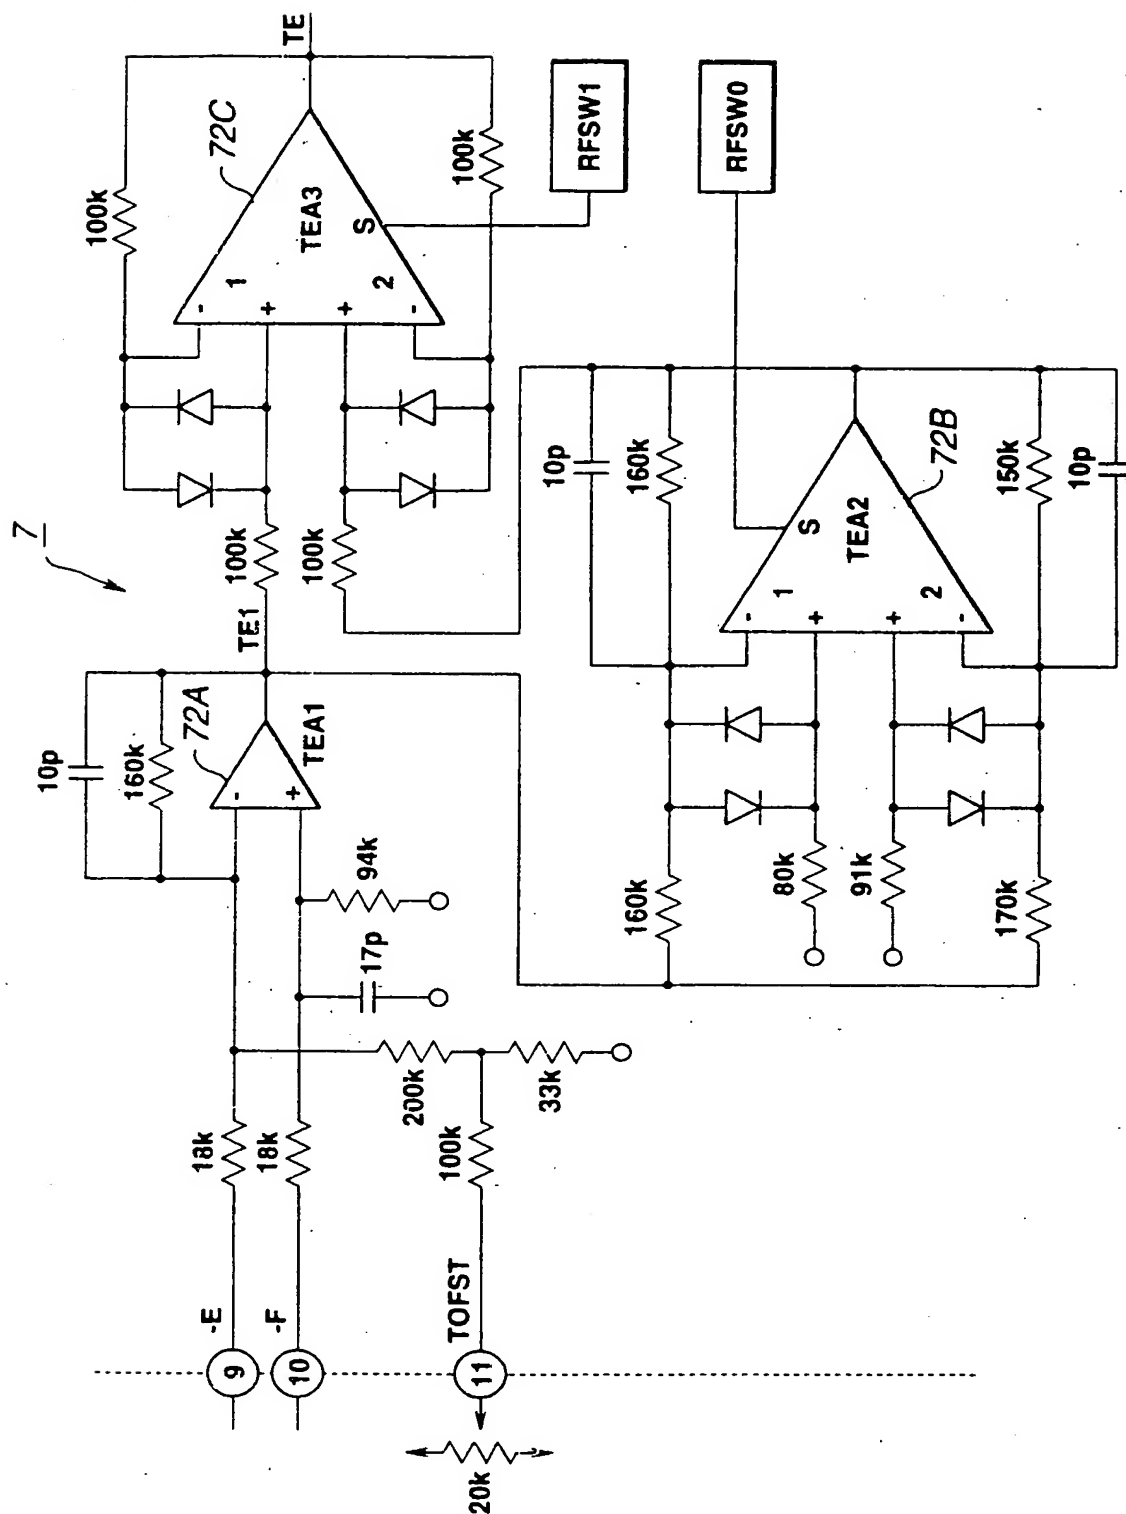 7
-E
9
-F
10
TOFST
11
20k
18k
18k
100k
200k
33k
17p
94k
10p
160k
-
+
72A
TEA1
TE1
100k
100k
100k
-
1
+
+
2
-
TEA3
S
72C
100k
TE
RFSW1
RFSW0
160k
80k
91k
170k
10p
160k
-
1
+
+
2
-
TEA2
S
72B
150k
10p